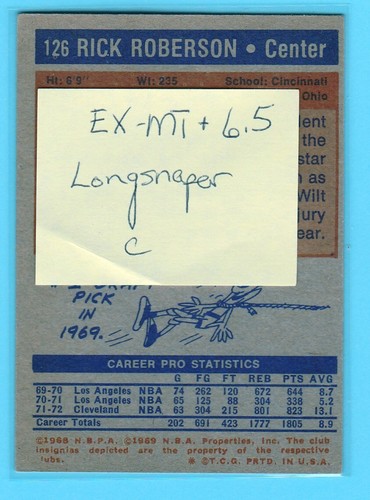 126 RICK ROBERSON • Center
Ht: 6'9" Wt: 235 School: Cincinnati
Ohio
EX-MT + 6.5
Longsnaper
C
the
star
as
Wilt
PICK
IN
1969.
CAREER PRO STATISTICS
G FG FT REB PTS AVG
69-70 Los Angeles NBA 74 262 120 672 644 8.7
70-71 Los Angeles NBA 65 125 88 304 338 5.2
71-72 Cleveland NBA 63 304 215 801 823 13.1
Career Totals 202 691 423 1777 1805 8.9
©1968 N.B.P.A. ©1969 N.B.A. Properties, Inc. The club
insignias depicted are the property of the respective
©T.C.G. PRTD. IN U.S.A.